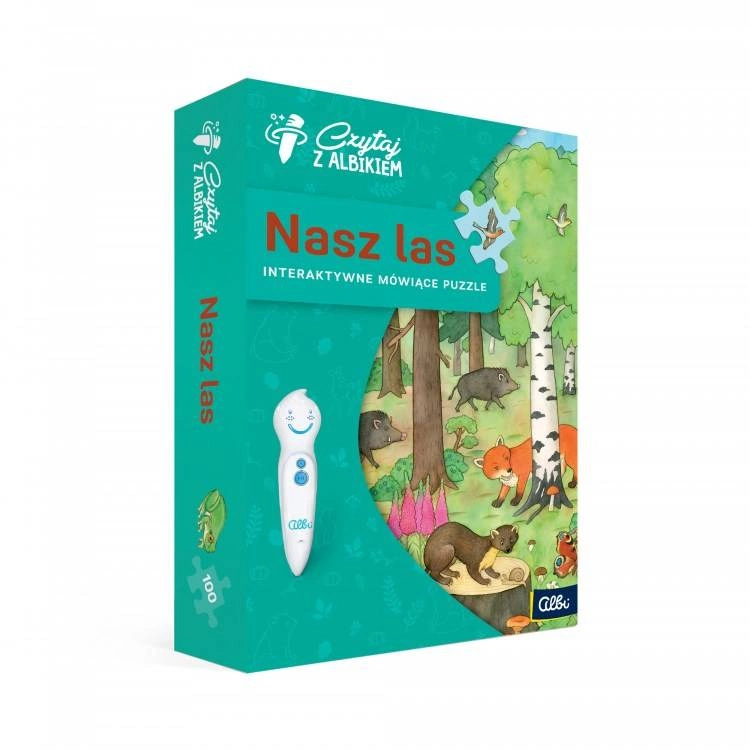 Czytaj
Z ALBIKIEM
Nasz las
INTERAKTYWNE MÓWIĄCE PUZZLE
albi
Albi
Czytaj
Z ALBIKIEM
Nasz las
100